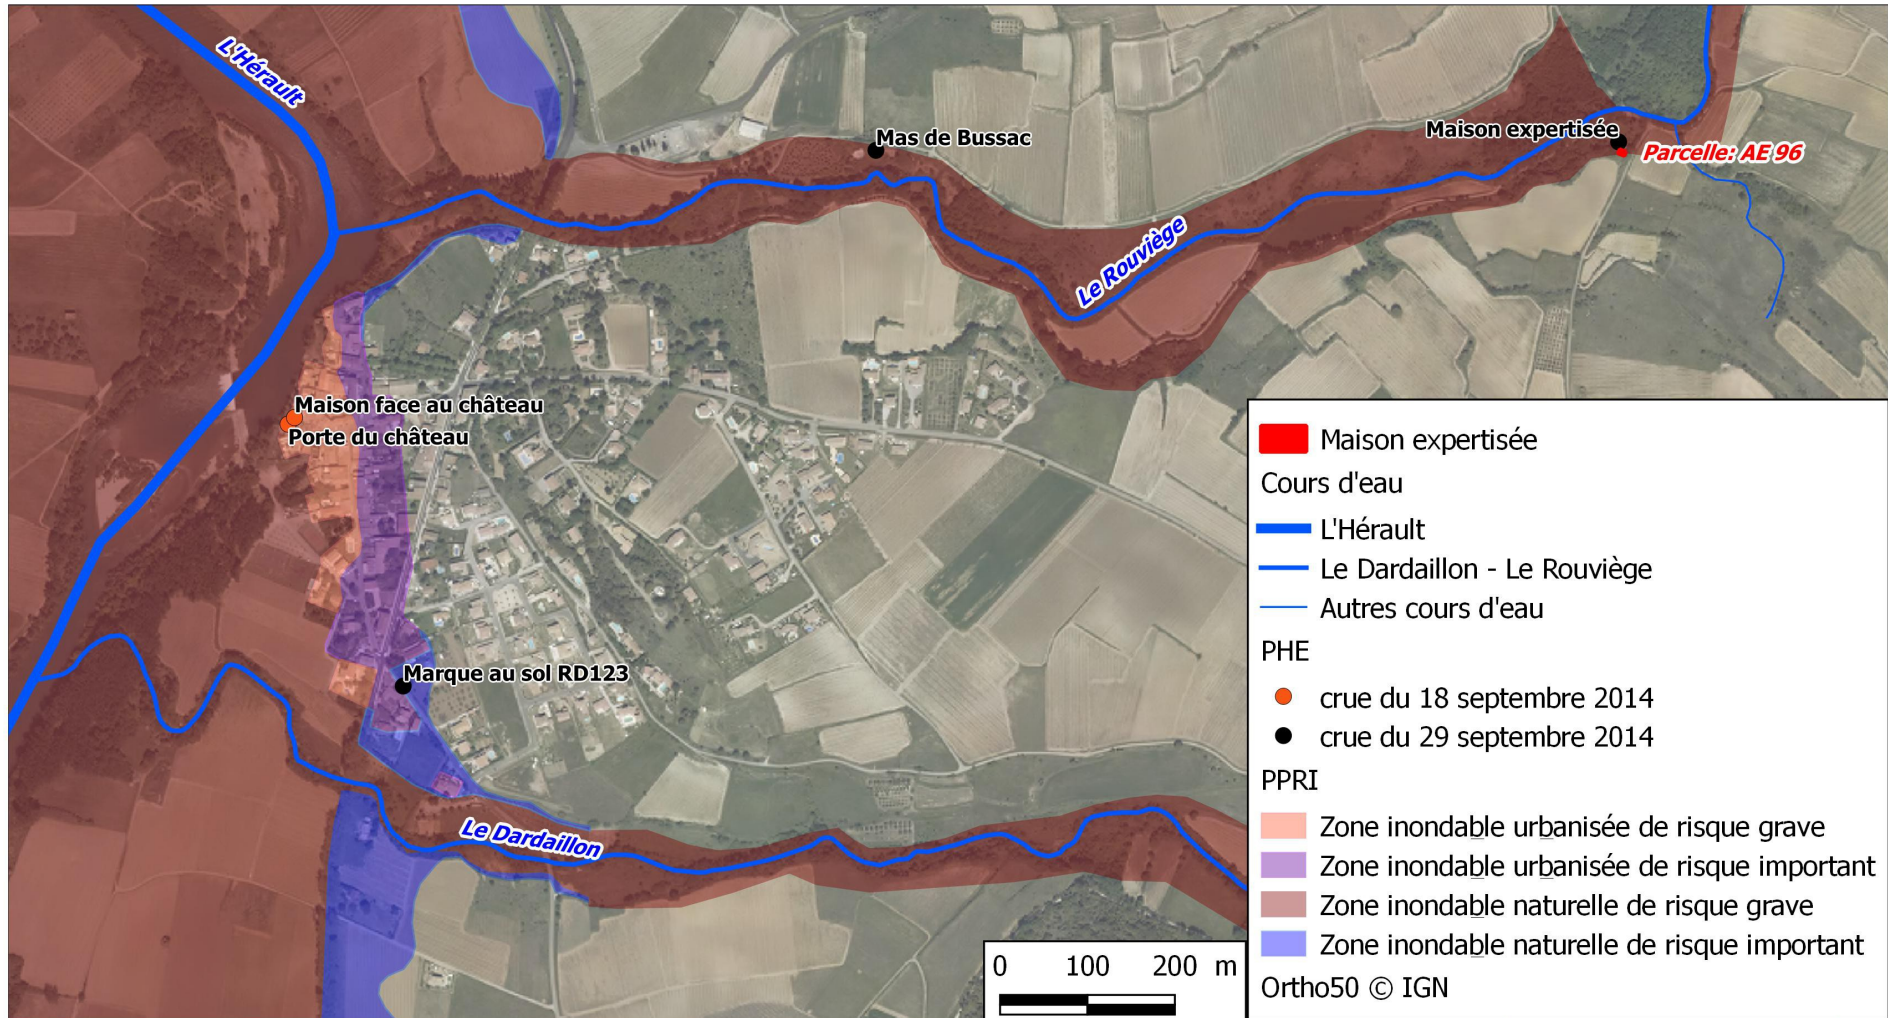 L'Hérault
Mas de Bussac
Maison expertisée
Parcelle: AE 96
Le Rouviège
Maison face au château
Porte du château
Marque au sol RD123
Le Dardaillon
Maison expertisée
Cours d'eau
L'Hérault
Le Dardaillon - Le Rouviège
Autres cours d'eau
PHE
crue du 18 septembre 2014
crue du 29 septembre 2014
PPRI
Zone inondable urbanisée de risque grave
Zone inondable urbanisée de risque important
Zone inondable naturelle de risque grave
Zone inondable naturelle de risque important
Ortho50 © IGN
0 100 200 m